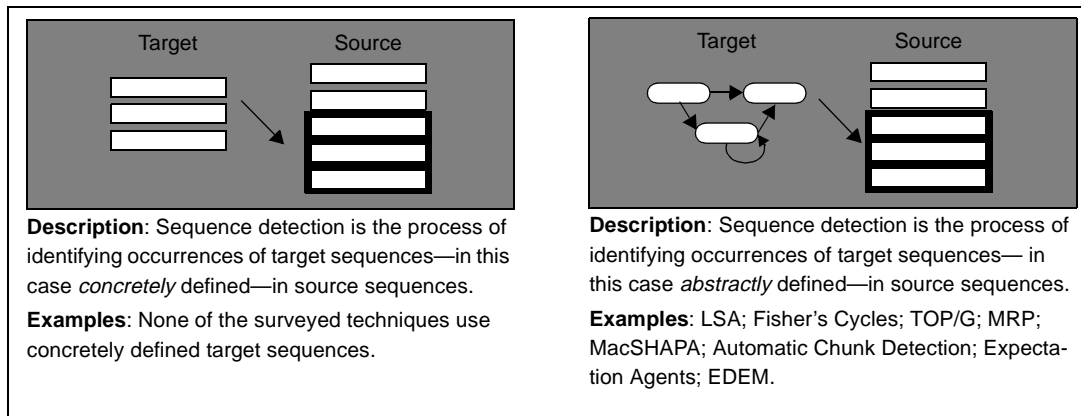 Target Source
Description: Sequence detection is the process of
identifying occurrences of target sequences—in this
case concretely defined—in source sequences.
Examples: None of the surveyed techniques use
concretely defined target sequences.
Target Source
Description: Sequence detection is the process of
identifying occurrences of target sequences— in
this case abstractly defined—in source sequences.
Examples: LSA; Fisher's Cycles; TOP/G; MRP;
MacSHAPA; Automatic Chunk Detection; Expecta-
tion Agents; EDEM.